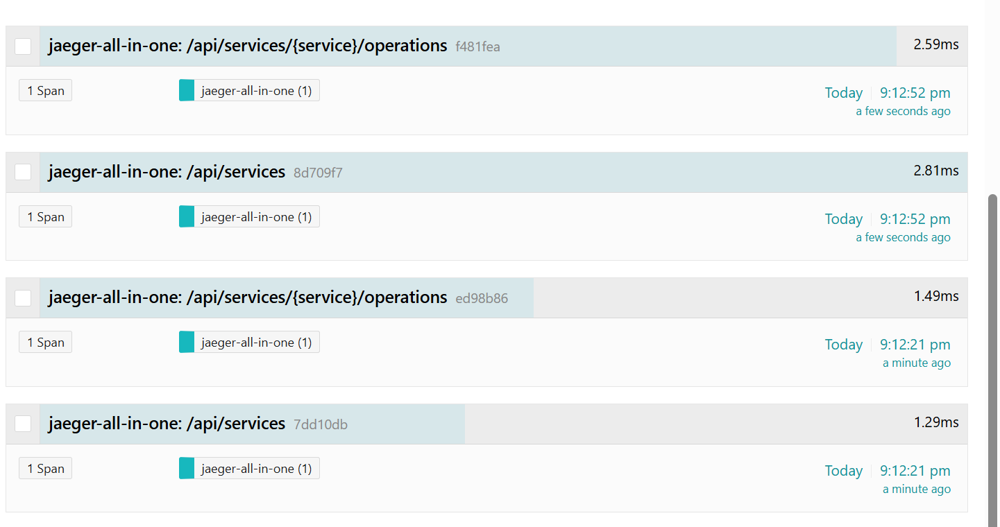 jaeger-all-in-one: /api/services/{service}/operations f481fea 2.59ms
1 Span jaeger-all-in-one (1) Today 9:12:52 pm
a few seconds ago
jaeger-all-in-one: /api/services 8d709f7 2.81ms
1 Span jaeger-all-in-one (1) Today 9:12:52 pm
a few seconds ago
jaeger-all-in-one: /api/services/{service}/operations ed98b86 1.49ms
1 Span jaeger-all-in-one (1) Today 9:12:21 pm
a minute ago
jaeger-all-in-one: /api/services 7dd10db 1.29ms
1 Span jaeger-all-in-one (1) Today 9:12:21 pm
a minute ago